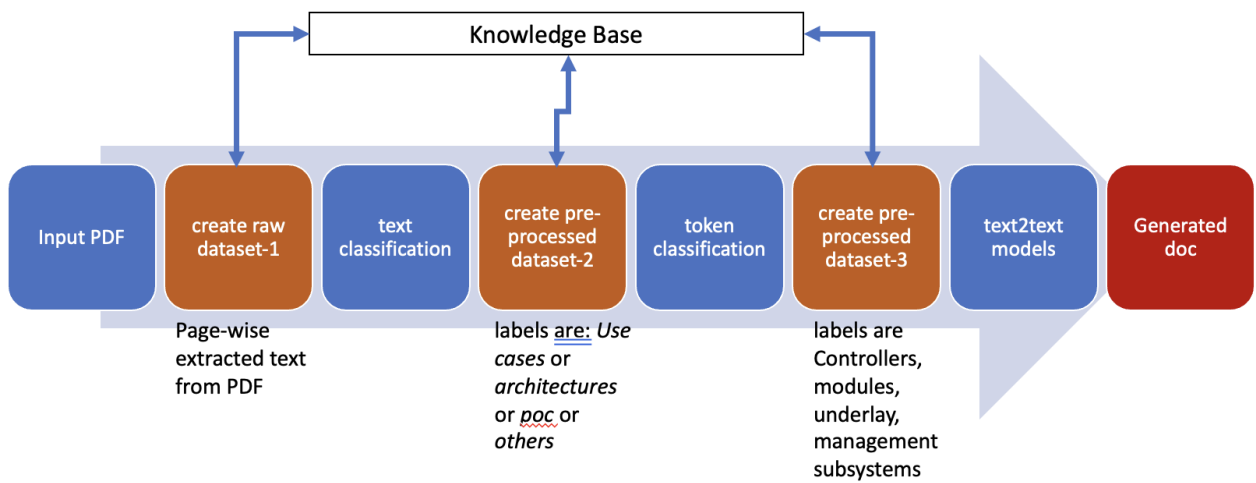 Knowledge Base
Input PDF
create raw
dataset-1
text
classification
create pre-
processed
dataset-2
token
classification
create pre-
processed
dataset-3
text2text
models
Generated
doc
Page-wise
extracted text
from PDF
labels are: Use
cases or
architectures
or poc or
others
labels are
Controllers,
modules,
underlay,
management
subsystems